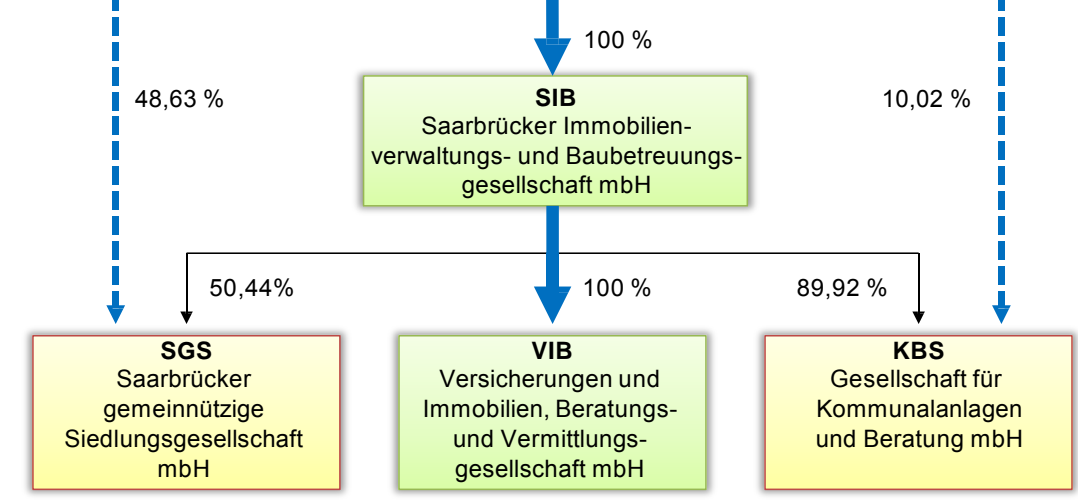 100 %
48,63 %
10,02 %
SIB
Saarbrücker Immobilien-
verwaltungs- und Baubetreuungs-
gesellschaft mbH
50,44%
100 %
89,92 %
SGS
Saarbrücker
gemeinnützige
Siedlungsgesellschaft
mbH
VIB
Versicherungen und
Immobilien, Beratungs-
und Vermittlungs-
gesellschaft mbH
KBS
Gesellschaft für
Kommunalanlagen
und Beratung mbH